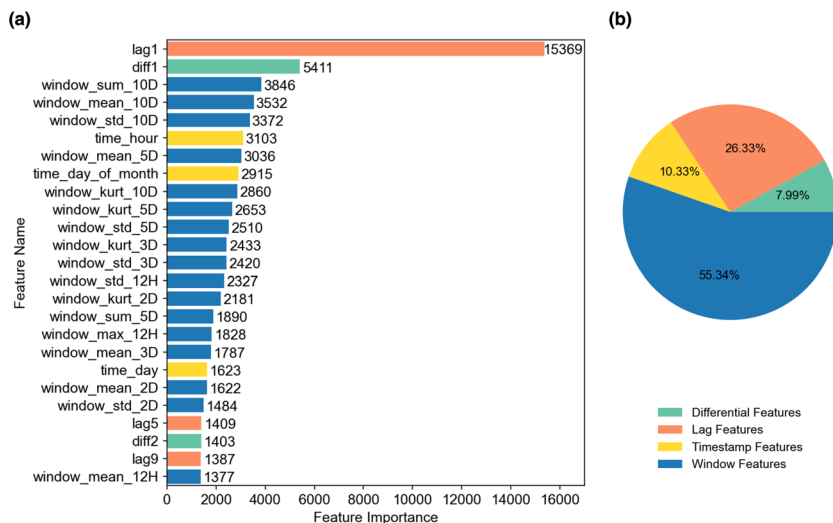 (a)
lag1 15369
diff1 5411
window_sum_10D 3846
window_mean_10D 3532
window_std_10D 3372
time_hour 3103
window_mean_5D 3036
time_day_of_month 2915
window_kurt_10D 2860
window_kurt_5D 2653
window_std_5D 2510
window_kurt_3D 2433
window_std_3D 2420
window_std_12H 2327
window_kurt_2D 2181
window_sum_5D 1890
window_max_12H 1828
window_mean_3D 1787
time_day 1623
window_mean_2D 1622
window_std_2D 1484
lag5 1409
diff2 1403
lag9 1387
window_mean_12H 1377
Feature Name
0 2000 4000 6000 8000 10000 12000 14000 16000
Feature Importance
(b)
26.33%
10.33%
7.99%
55.34%
Differential Features
Lag Features
Timestamp Features
Window Features